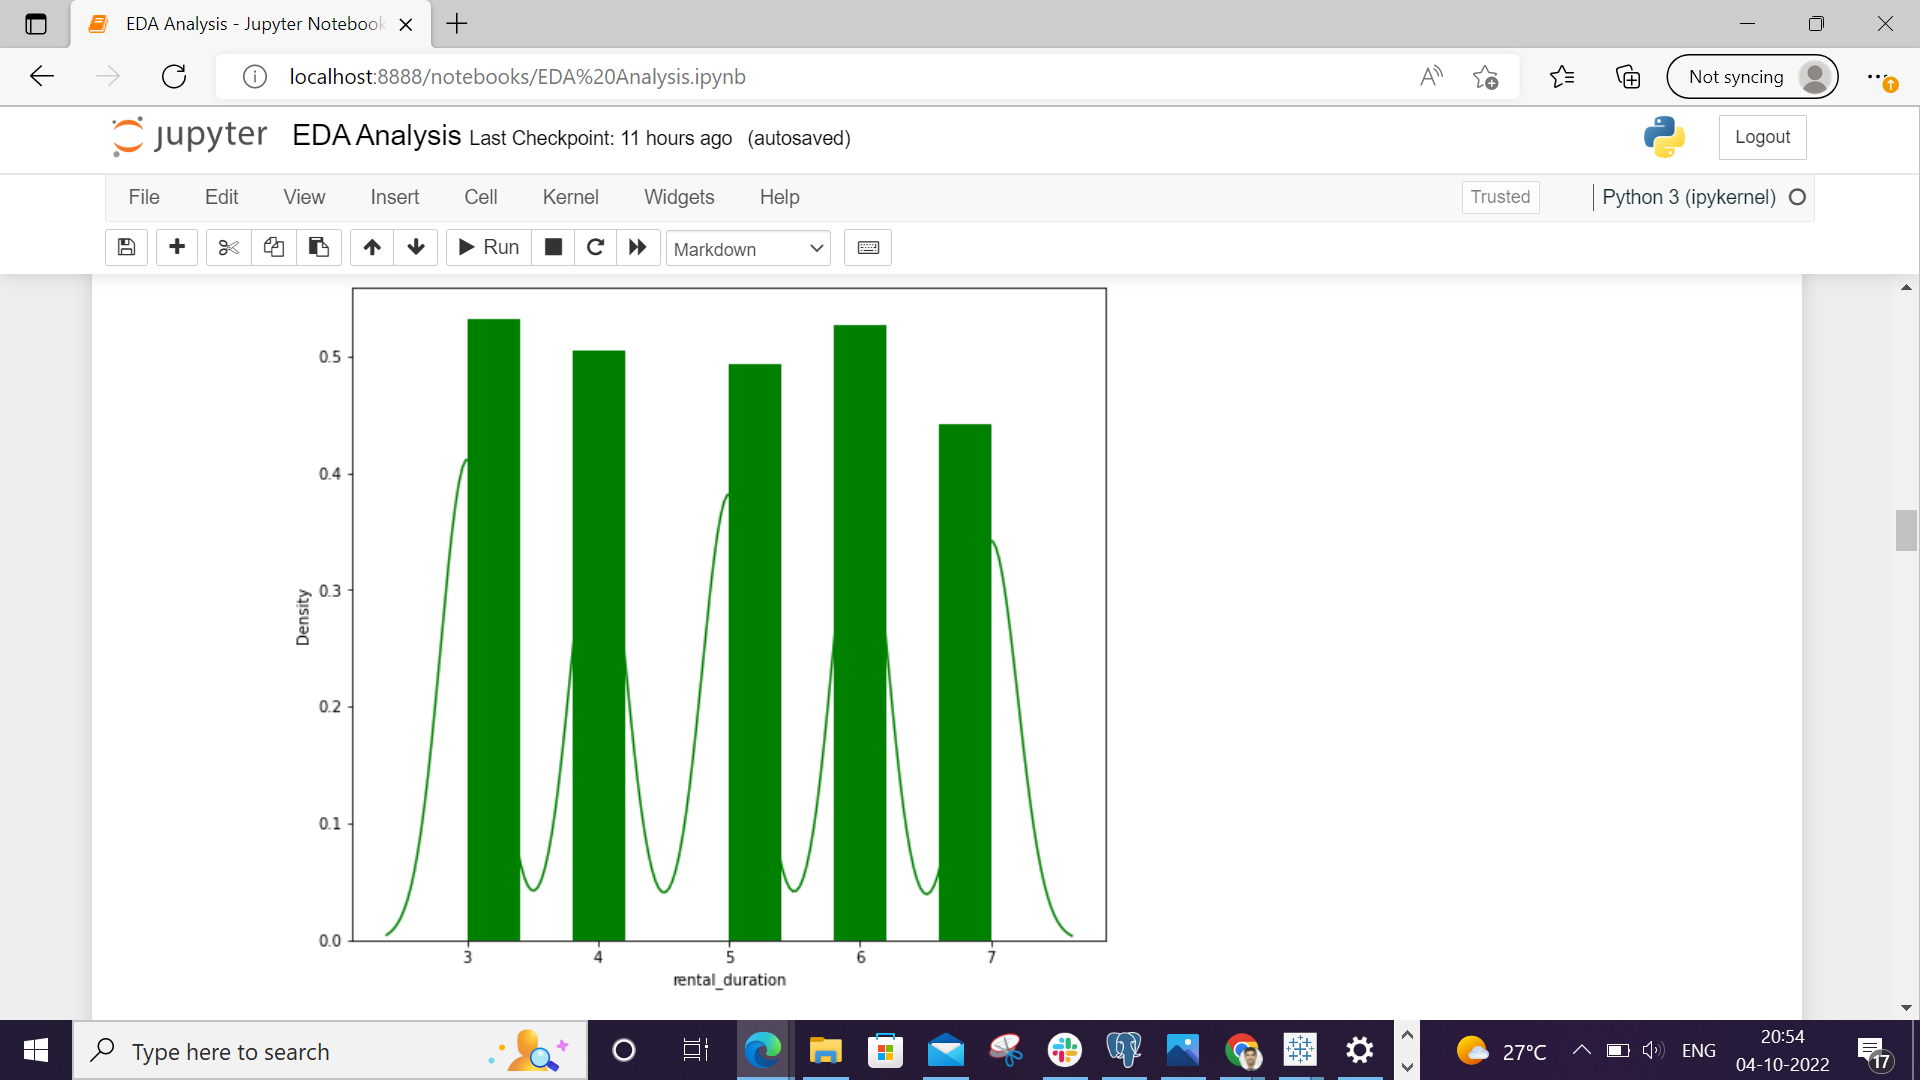 EDA Analysis - Jupyter Notebook
localhost:8888/notebooks/EDA%20Analysis.ipynb
Not syncing
jupyter EDA Analysis Last Checkpoint: 11 hours ago (autosaved)
Logout
File Edit View Insert Cell Kernel Widgets Help
Trusted
Python 3 (ipykernel)
Run
Markdown
0.5
0.4
0.3
0.2
0.1
0.0
Density
3 4 5 6 7
rental_duration
Type here to search
27°C
ENG
20:54
04-10-2022
17